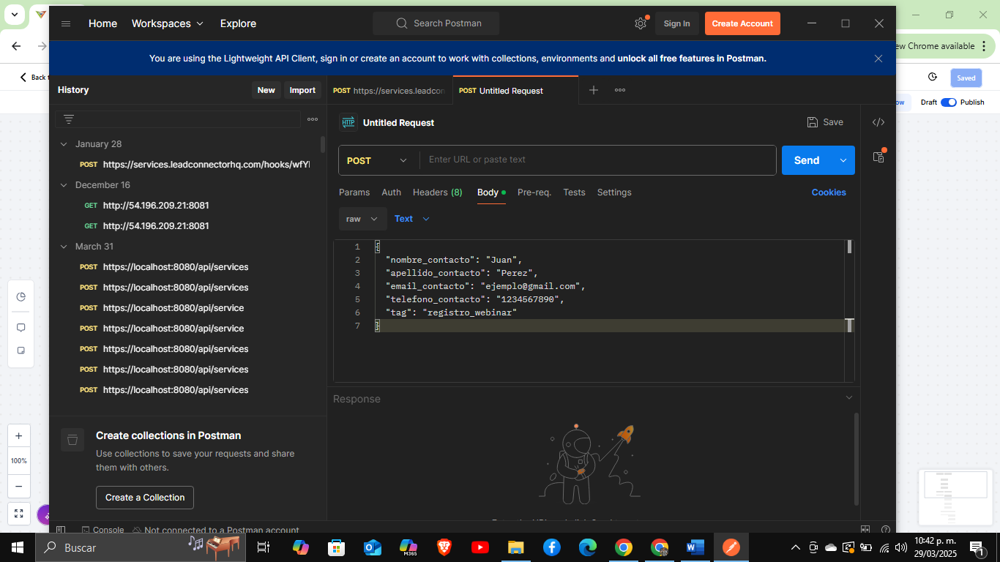 Home Workspaces Explore Search Postman Sign In Create Account
You are using the Lightweight API Client, sign in or create an account to work with collections, environments and unlock all free features in Postman.
ew Chrome available
Back t
Saved
ow Draft Publish
History New Import
January 28
POST https://services.leadconnectorhq.com/hooks/wfY
December 16
GET http://54.196.209.21:8081
GET http://54.196.209.21:8081
March 31
POST https://localhost:8080/api/services
POST https://localhost:8080/api/services
POST https://localhost:8080/api/service
POST https://localhost:8080/api/service
POST https://localhost:8080/api/services
POST https://localhost:8080/api/services
POST https://localhost:8080/api/services
Create collections in Postman
Use collections to save your requests and share
them with others.
Create a Collection
Console Not connected to a Postman account
100%
POST https://services.leadcon POST Untitled Request
HTTP Untitled Request Save
POST Enter URL or paste text Send
Params Auth Headers (8) Body Pre-req. Tests Settings Cookies
raw Text
1 {
2 "nombre_contacto": "Juan",
3 "apellido_contacto": "Perez",
4 "email_contacto": "ejemplo@gmail.com",
5 "telefono_contacto": "1234567890",
6 "tag": "registro_webinar"
7 }
Response
Buscar
M365
10:42 p. m.
29/03/2025
1